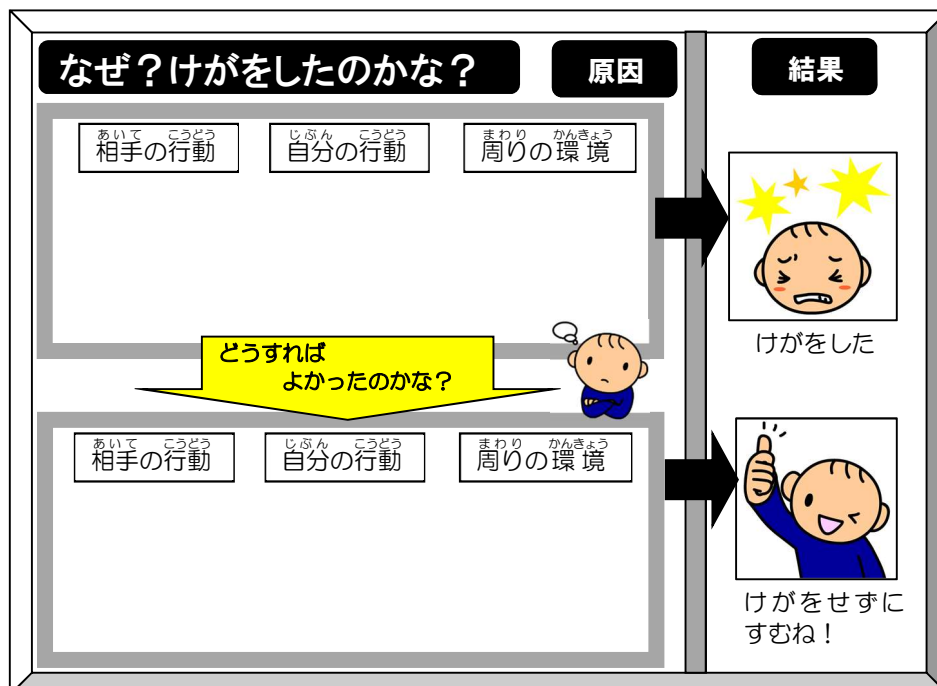 なぜ？けがをしたのかな？
原因
結果
あいて こうどう
相手の行動
じぶん こうどう
自分の行動
まわり かんきょう
周りの環境
けがをした
どうすれば
よかったのかな？
あいて こうどう
相手の行動
じぶん こうどう
自分の行動
まわり かんきょう
周りの環境
けがをせずに
すむね！